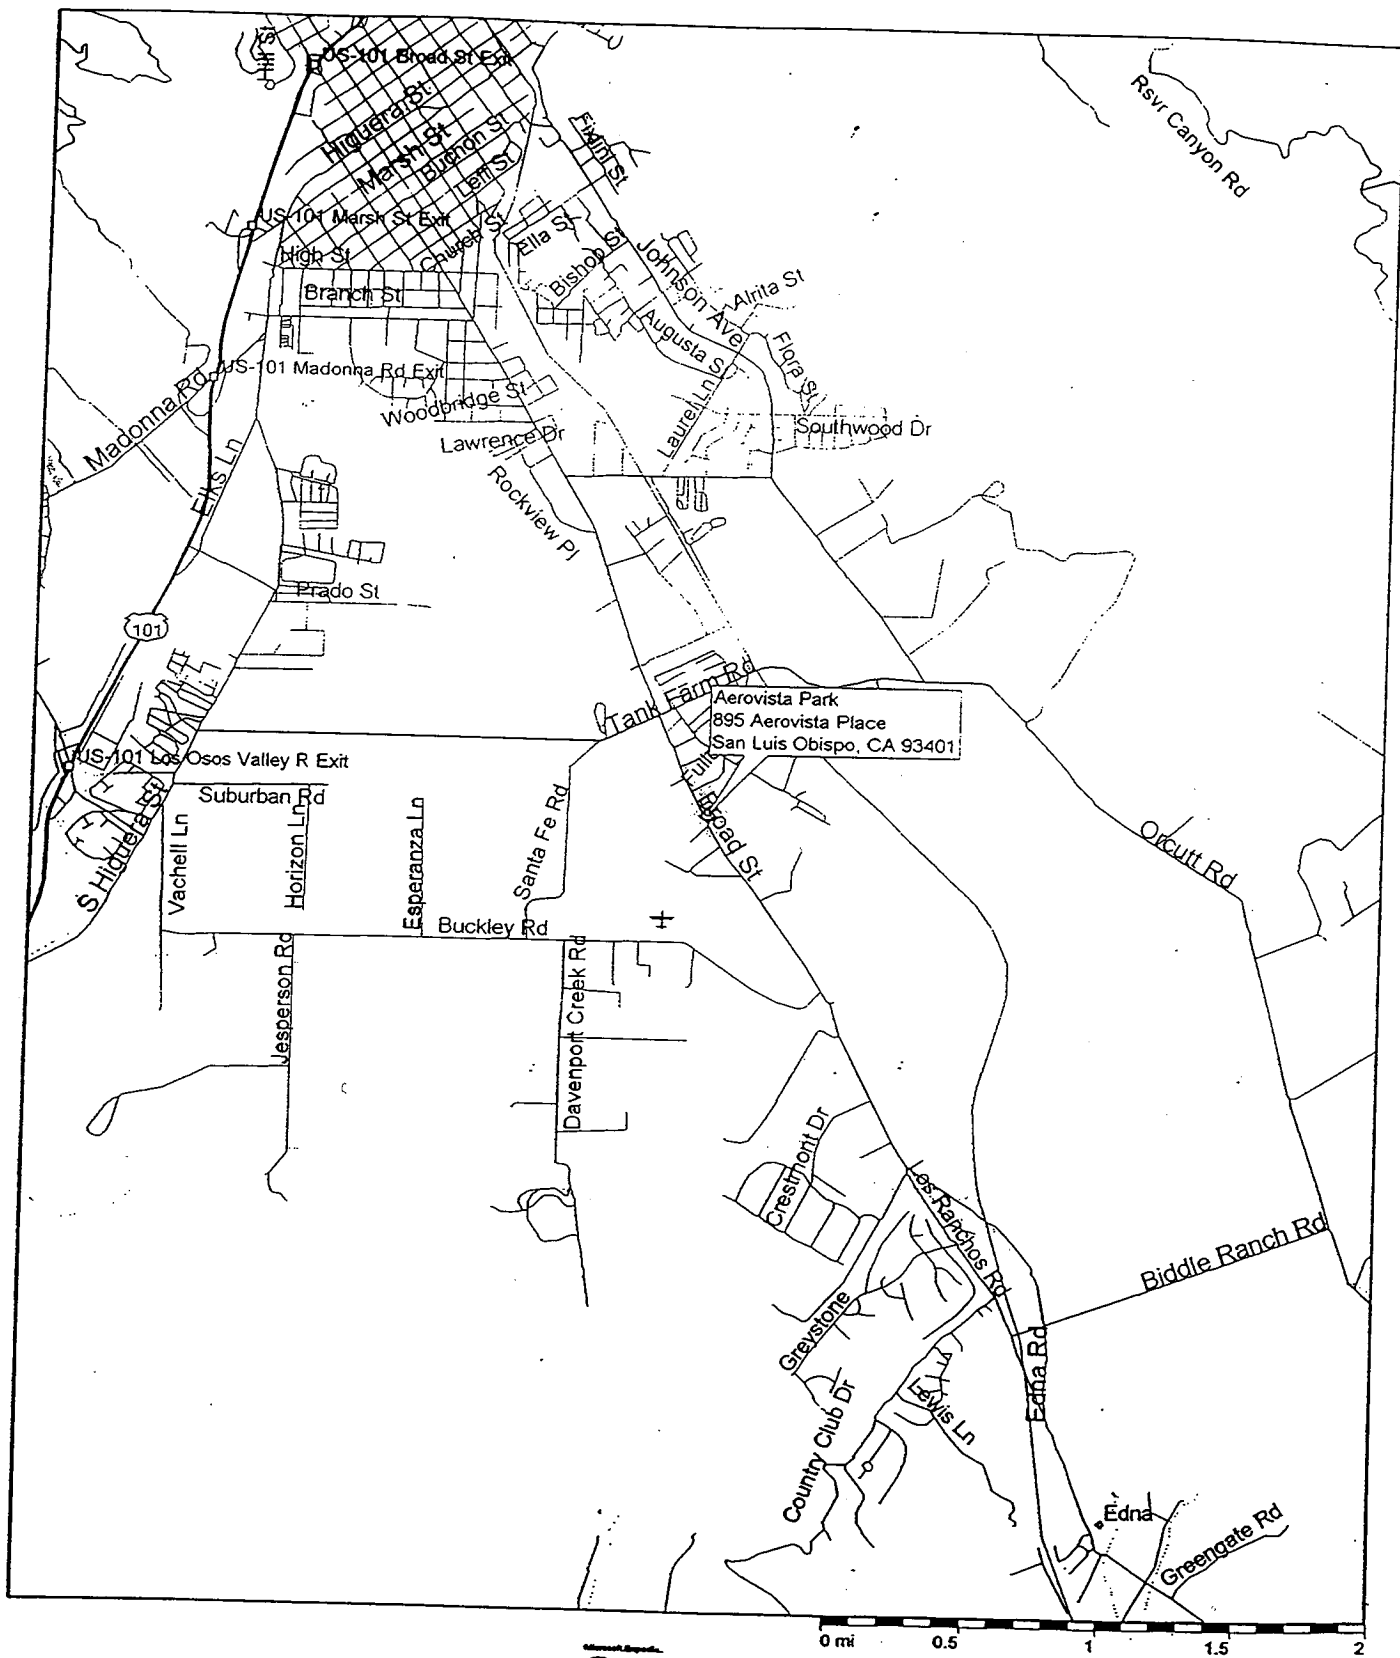 US-101 Broad St Exit
Higuera St
Marsh St
Buchon St
Leff St
Fixlini St
Rsvr Canyon Rd
US-101 Marsh St Exit
High St
Church St
Ella St
Bishop St
Johnson Ave
Alrita St
Branch St
Augusta St
Flora St
US-101 Madonna Rd Exit
Madonna Rd
Woodbridge St
Lawrence Dr
Laurel Ln
Southwood Dr
Elks Ln
Rockview Pl
Prado St
101
Tank Farm Rd
Aerovista Park
895 Aerovista Place
San Luis Obispo, CA 93401
US-101 Los Osos Valley R Exit
Suburban Rd
S Higuera St
Vachell Ln
Horizon Ln
Esperanza Ln
Santa Fe Rd
Broad St
Orcutt Rd
Buckley Rd
Jesperson Rd
Davenport Creek Rd
Crestmont Dr
Los Ranchos Rd
Biddle Ranch Rd
Greystone
Edna Rd
Country Club Dr
Lewis Ln
Edna
Greengate Rd
0 mi 0.5 1 1.5 2